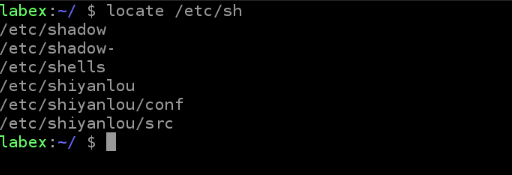 labex:~/ $ locate /etc/sh
/etc/shadow
/etc/shadow-
/etc/shells
/etc/shiyanlou
/etc/shiyanlou/conf
/etc/shiyanlou/src
labex:~/ $